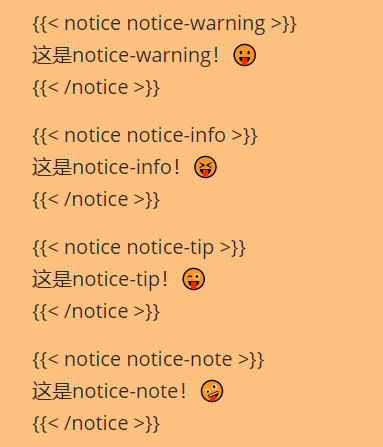 {{< notice notice-warning >}}
这是notice-warning！😛
{{< /notice >}}
{{< notice notice-info >}}
这是notice-info！😝
{{< /notice >}}
{{< notice notice-tip >}}
这是notice-tip！😜
{{< /notice >}}
{{< notice notice-note >}}
这是notice-note！🤪
{{< /notice >}}